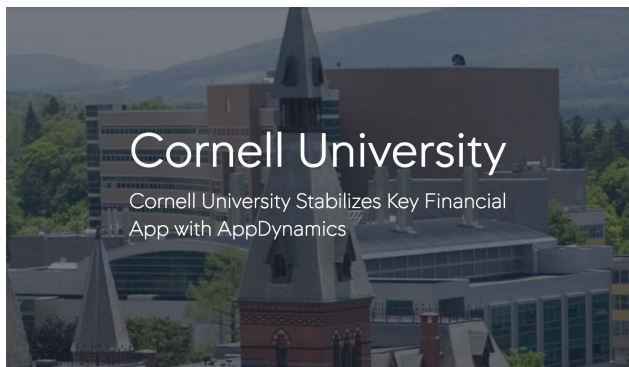 Cornell University
Cornell University Stabilizes Key Financial
App with AppDynamics